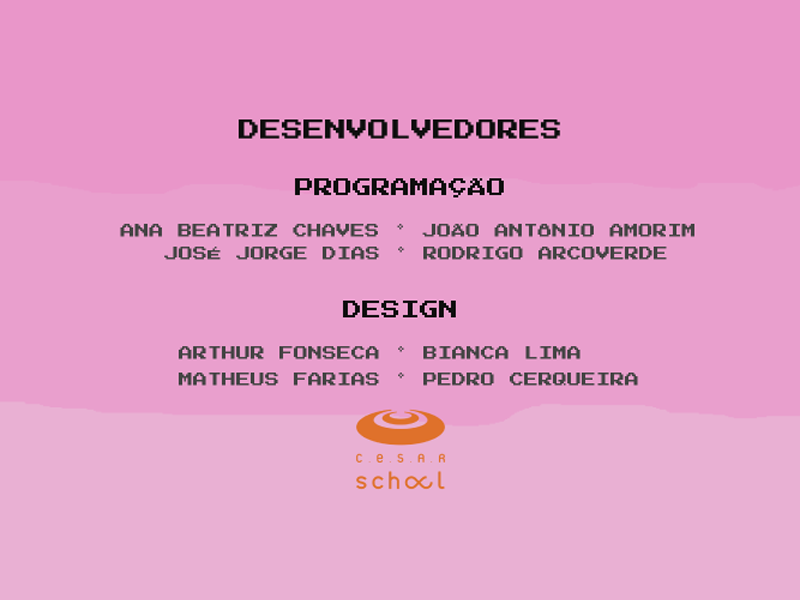 DESENVOLVEDORES
PROGRAMAÇÃO
ANA BEATRIZ CHAVES ° JOÃO ANTÔNIO AMORIM
JOSÉ JORGE DIAS ° RODRIGO ARCOVERDE
DESIGN
ARTHUR FONSECA ° BIANCA LIMA
MATHEUS FARIAS ° PEDRO CERQUEIRA
C.e.S.A.R
school